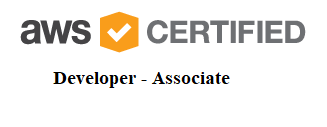 aws CERTIFIED
Developer - Associate